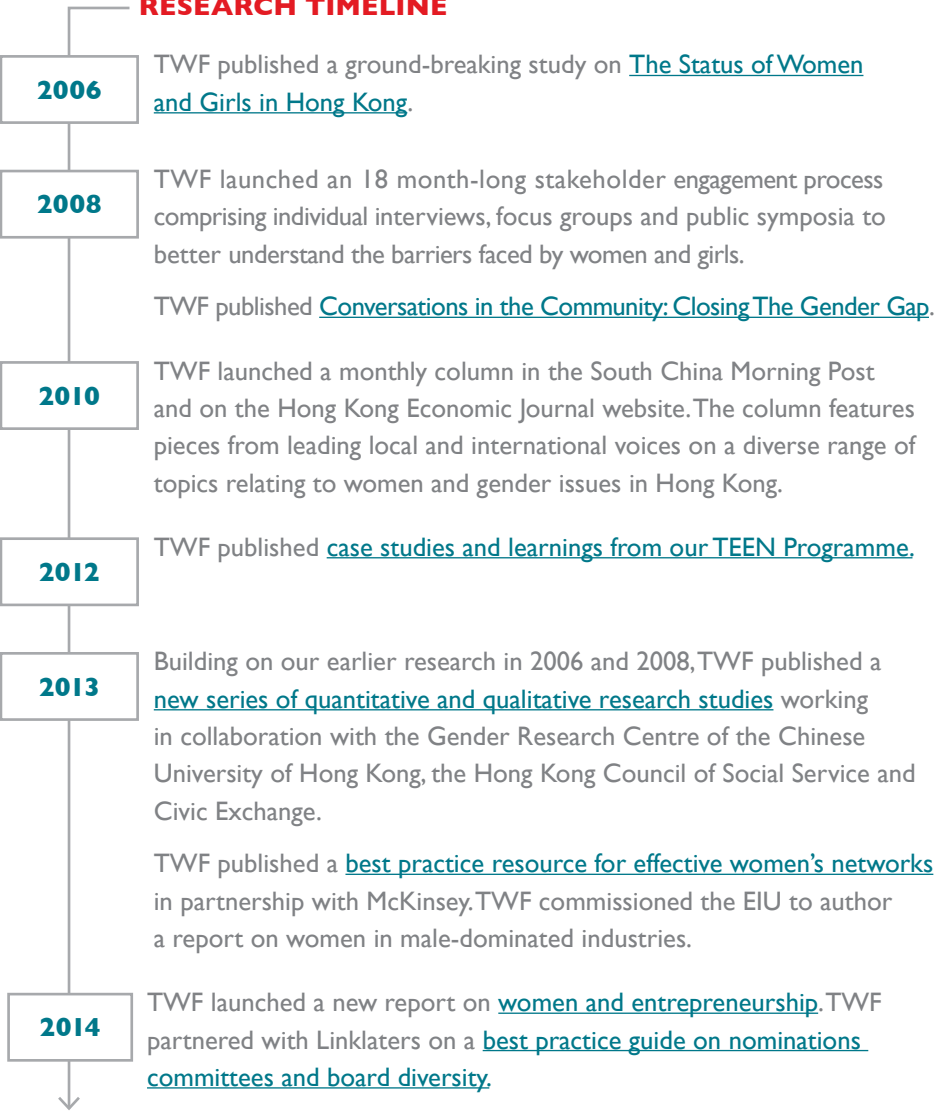 RESEARCH TIMELINE
2006
TWF published a ground-breaking study on The Status of Women
and Girls in Hong Kong.
2008
TWF launched an 18 month-long stakeholder engagement process
comprising individual interviews, focus groups and public symposia to
better understand the barriers faced by women and girls.
TWF published Conversations in the Community: Closing The Gender Gap.
2010
TWF launched a monthly column in the South China Morning Post
and on the Hong Kong Economic Journal website. The column features
pieces from leading local and international voices on a diverse range of
topics relating to women and gender issues in Hong Kong.
2012
TWF published case studies and learnings from our TEEN Programme.
2013
Building on our earlier research in 2006 and 2008, TWF published a
new series of quantitative and qualitative research studies working
in collaboration with the Gender Research Centre of the Chinese
University of Hong Kong, the Hong Kong Council of Social Service and
Civic Exchange.
TWF published a best practice resource for effective women's networks
in partnership with McKinsey. TWF commissioned the EIU to author
a report on women in male-dominated industries.
2014
TWF launched a new report on women and entrepreneurship. TWF
partnered with Linklaters on a best practice guide on nominations
committees and board diversity.